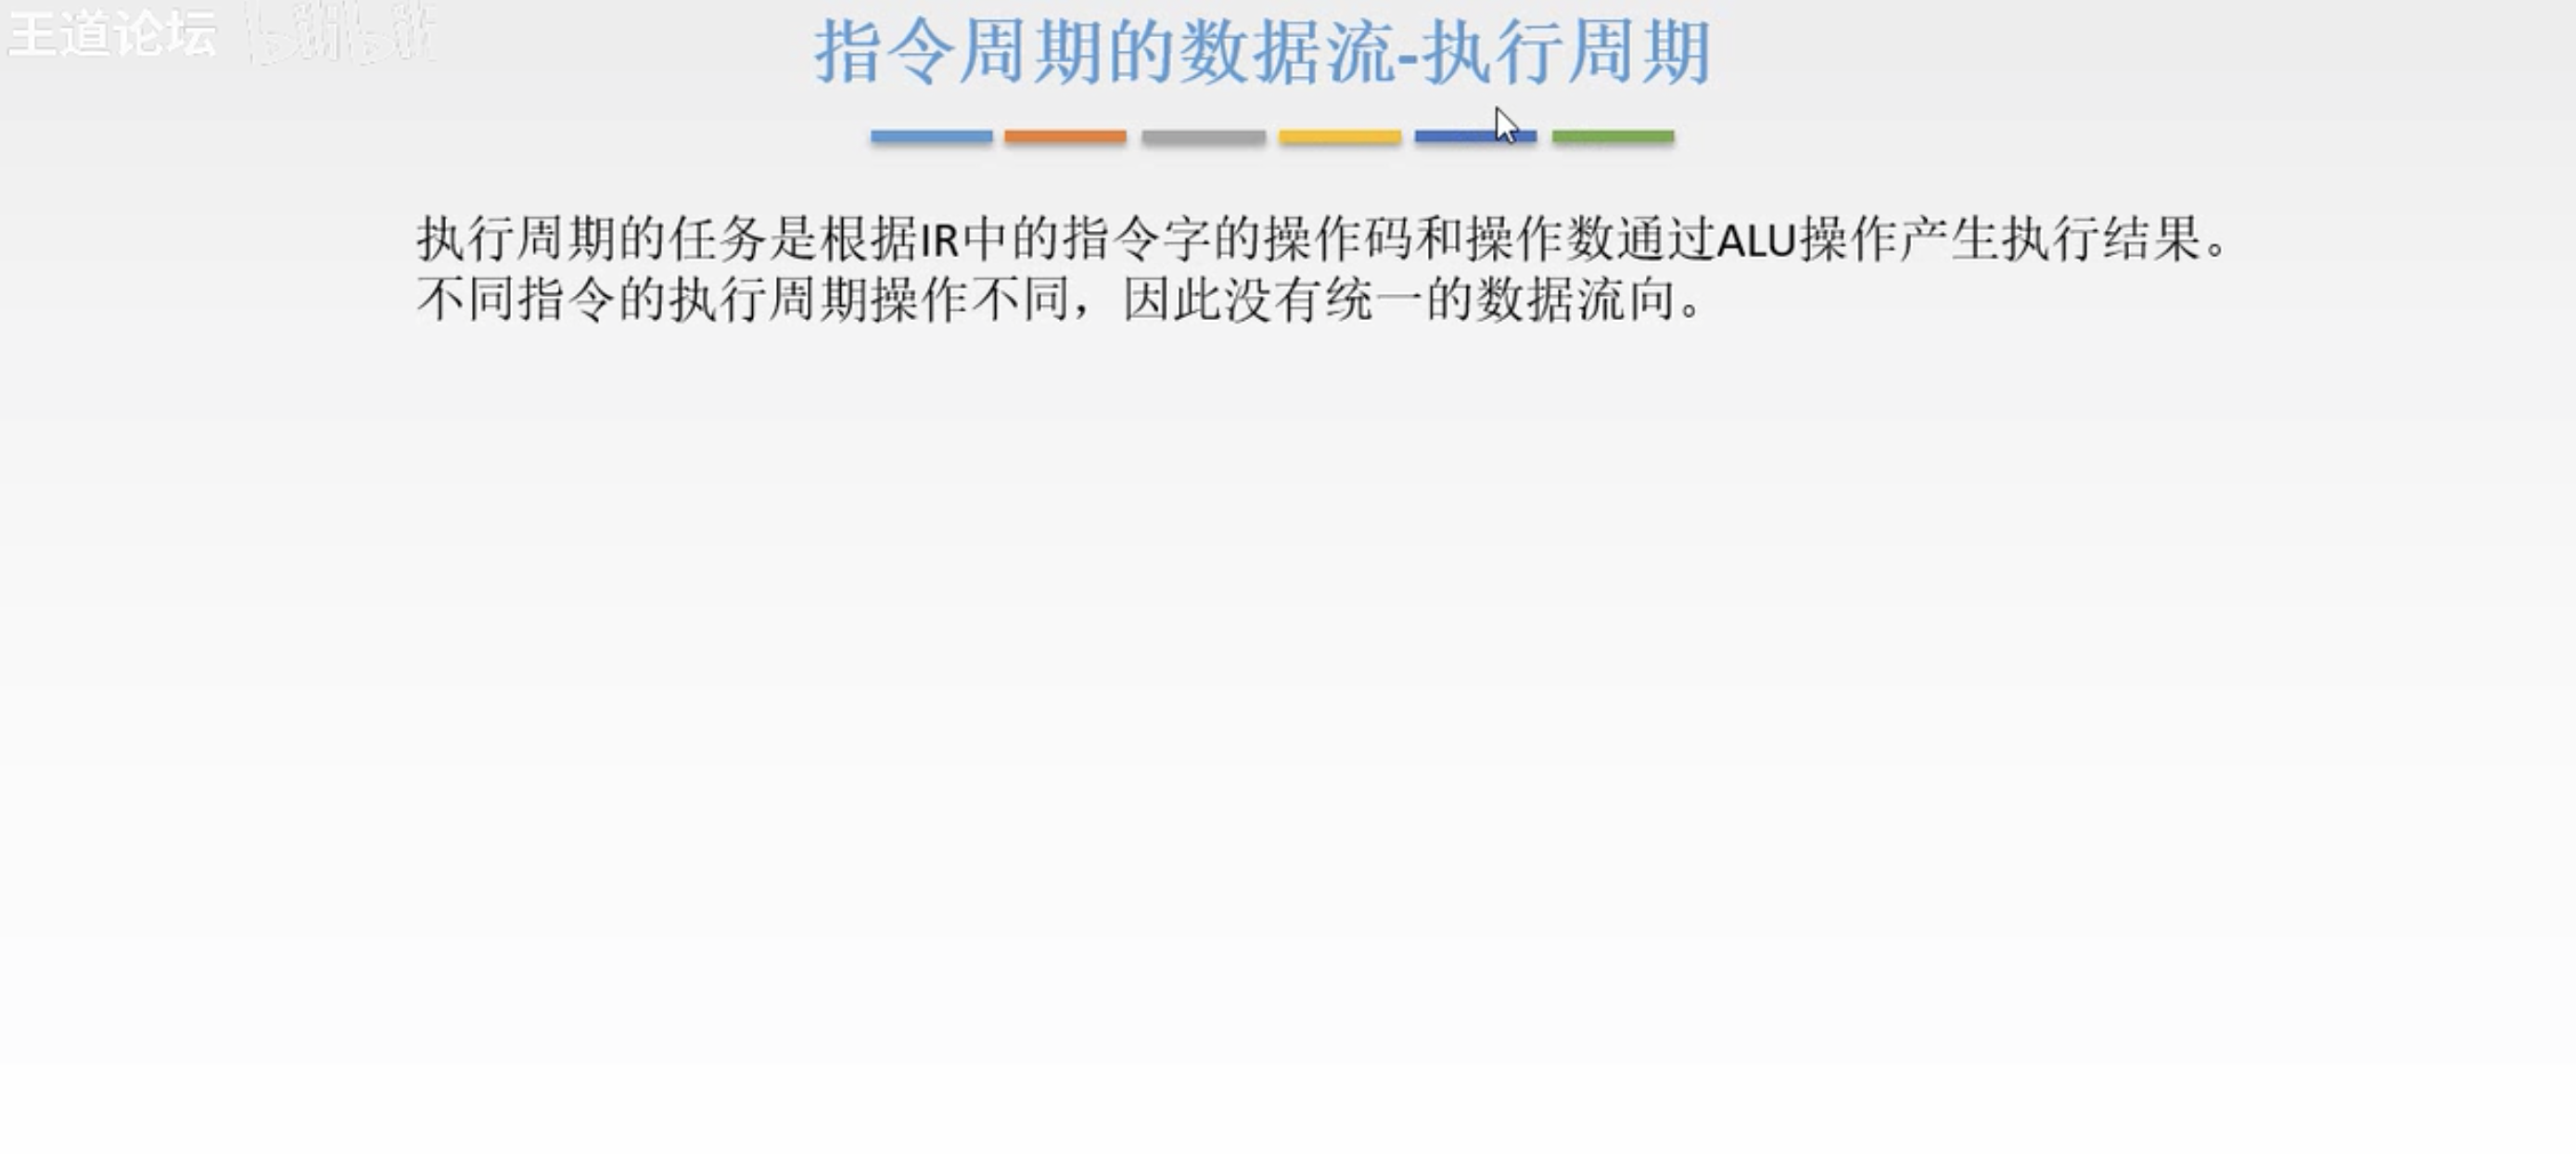 王道论坛 bilibili
指令周期的数据流-执行周期
执行周期的任务是根据IR中的指令字的操作码和操作数通过ALU操作产生执行结果。
不同指令的执行周期操作不同，因此没有统一的数据流向。